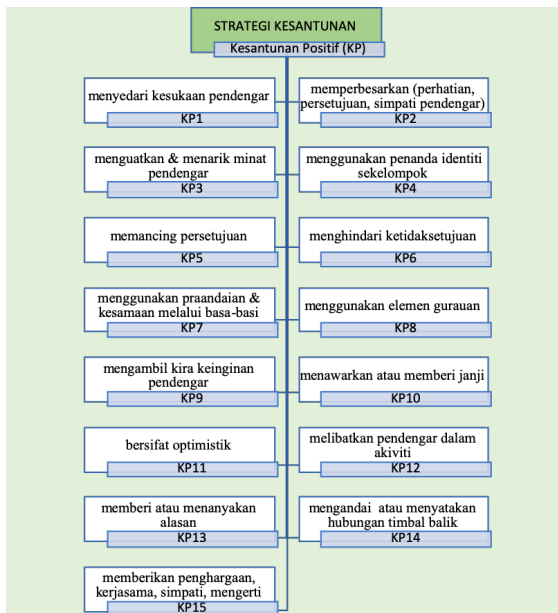 STRATEGI KESANTUNAN
Kesantunan Positif (KP)
menyedari kesukaan pendengar
KP1
memperbesarkan (perhatian,
persetujuan, simpati pendengar)
KP2
menguatkan & menarik minat
pendengar
KP3
menggunakan penanda identiti
sekelompok
KP4
memancing persetujuan
KP5
menghindari ketidaksetujuan
KP6
menggunakan praandaian &
kesamaan melalui basa-basi
KP7
menggunakan elemen gurauan
KP8
mengambil kira keinginan
pendengar
KP9
menawarkan atau memberi janji
KP10
bersifat optimistik
KP11
melibatkan pendengar dalam
akiviti
KP12
memberi atau menanyakan
alasan
KP13
mengandai atau menyatakan
hubungan timbal balik
KP14
memberikan penghargaan,
kerjasama, simpati, mengerti
KP15